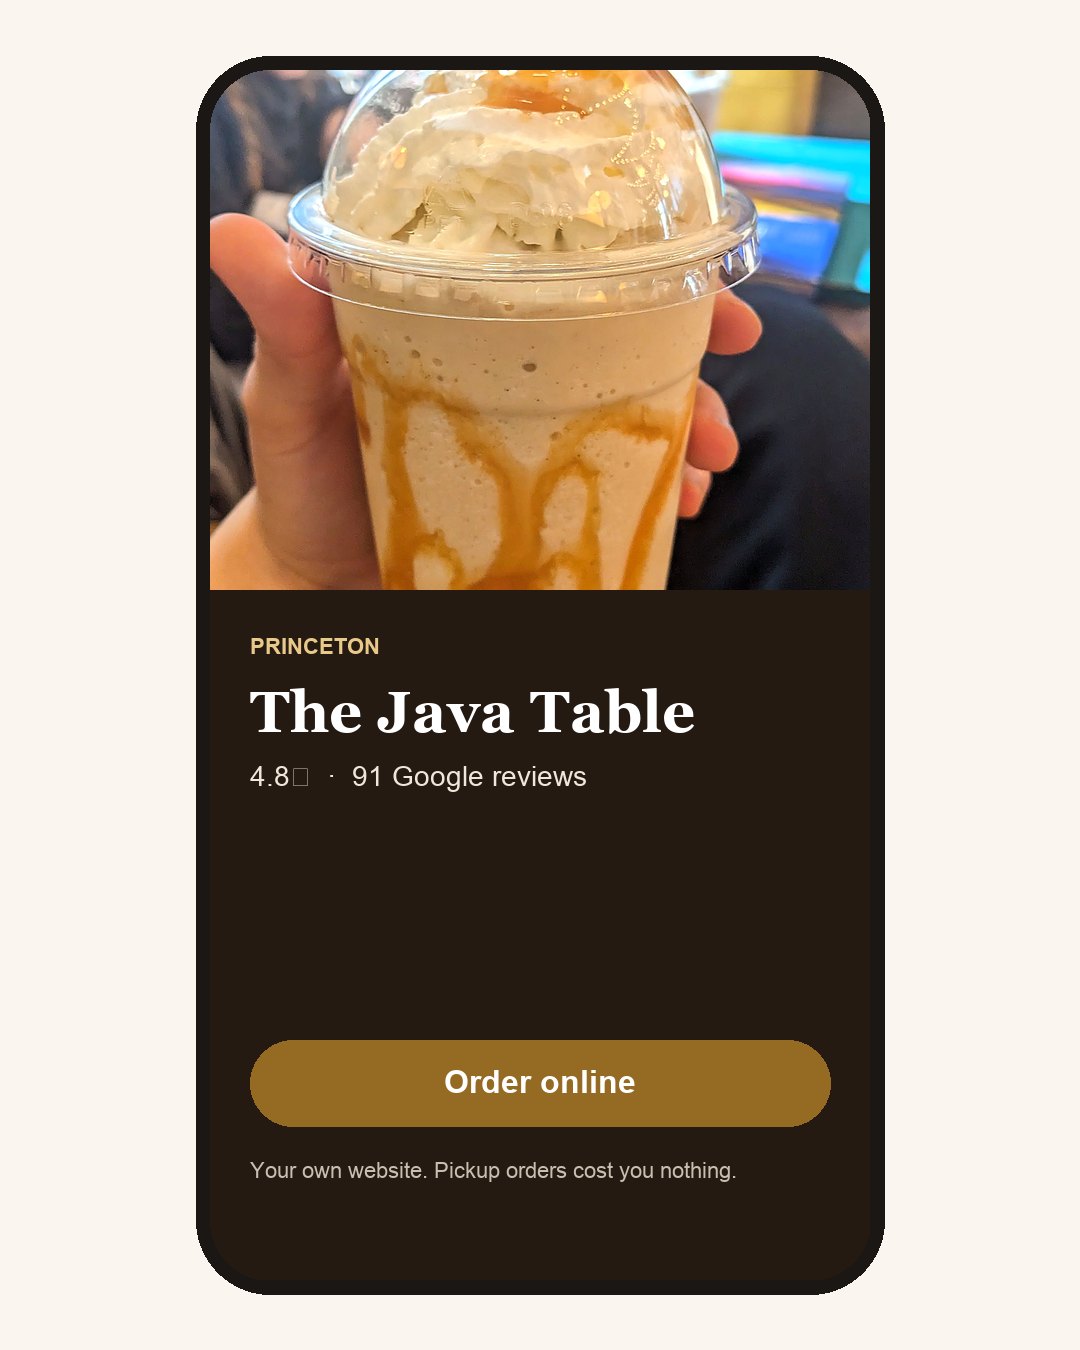 PRINCETON
The Java Table
4.8□ · 91 Google reviews
Order online
Your own website. Pickup orders cost you nothing.